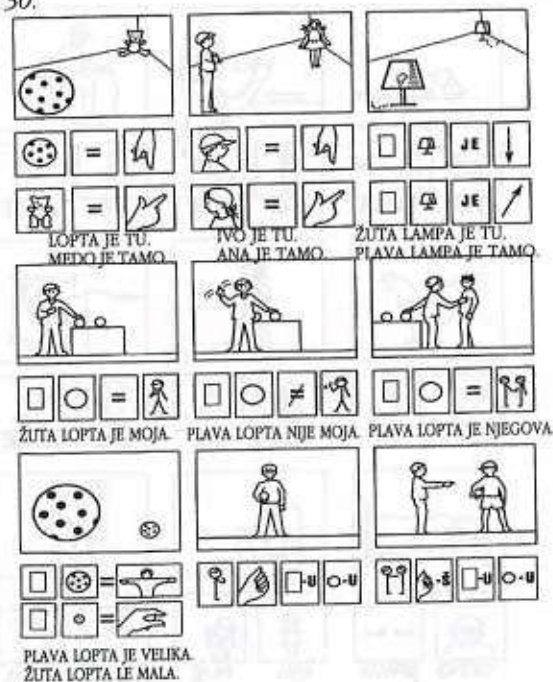 30.
= =
JE
= =
JE
LOPTA JE TU.
MEDO JE TAMO.
IVO JE TU.
ANA JE TAMO.
ŽUTA LAMPA JE TU.
PLAVA LAMPA JE TAMO.
= ≠ =
ŽUTA LOPTA JE MOJA.
PLAVA LOPTA NIJE MOJA.
PLAVA LOPTA JE NJEGOVA.
=
-U -U
-Š -U -U
=
PLAVA LOPTA JE VELIKA.
ŽUTA LOPTA LE MALA.